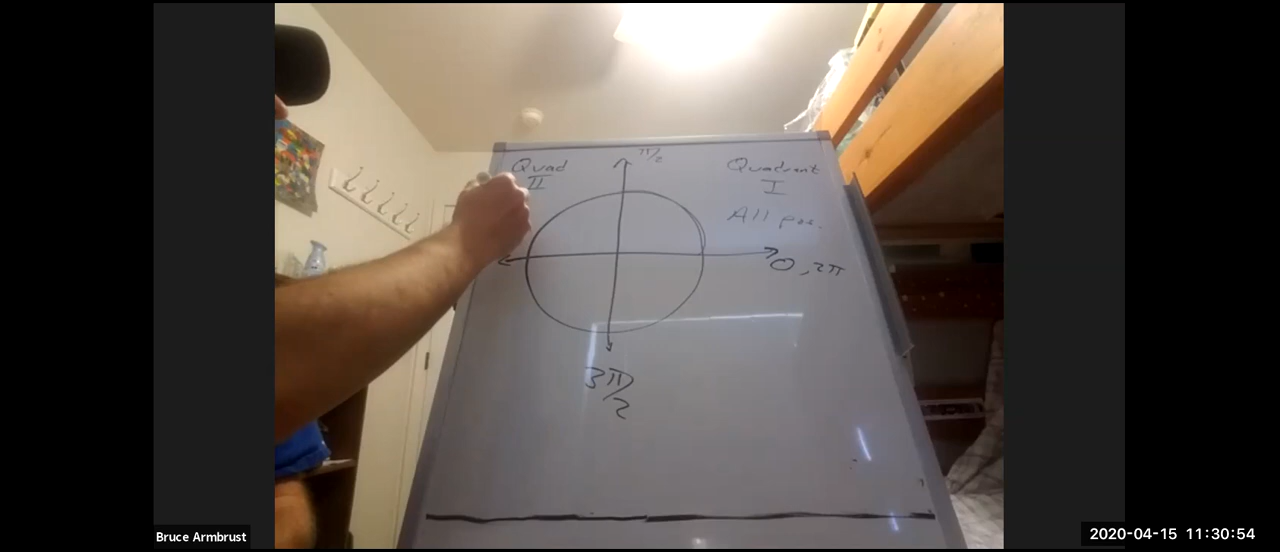 π/2
Quad
II
Quadrant
I
All pos.
0, 2π
3π/2
Bruce Armbrust
2020-04-15 11:30:54